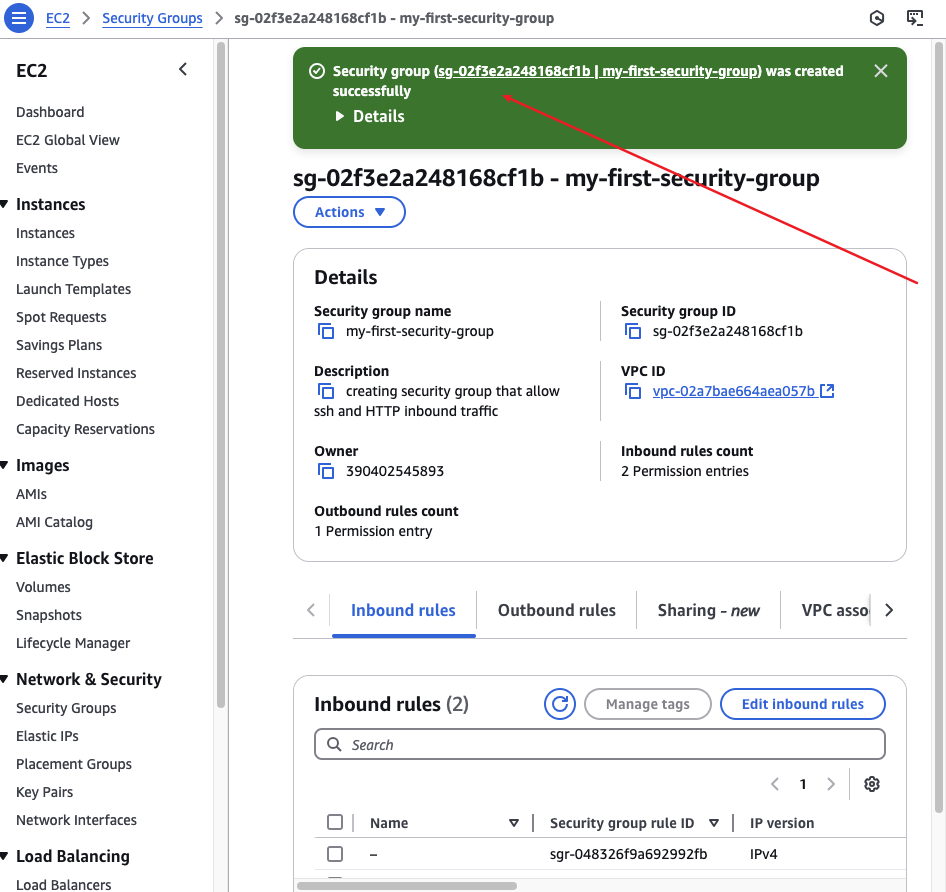 EC2 > Security Groups > sg-02f3e2a248168cf1b - my-first-security-group
EC2
Dashboard
EC2 Global View
Events
Instances
Instances
Instance Types
Launch Templates
Spot Requests
Savings Plans
Reserved Instances
Dedicated Hosts
Capacity Reservations
Images
AMIs
AMI Catalog
Elastic Block Store
Volumes
Snapshots
Lifecycle Manager
Network & Security
Security Groups
Elastic IPs
Placement Groups
Key Pairs
Network Interfaces
Load Balancing
Load Balancers
Security group (sg-02f3e2a248168cf1b | my-first-security-group) was created
successfully
Details
sg-02f3e2a248168cf1b - my-first-security-group
Actions
Details
Security group name
my-first-security-group
Security group ID
sg-02f3e2a248168cf1b
Description
creating security group that allow
ssh and HTTP inbound traffic
VPC ID
vpc-02a7bae664aea057b
Owner
390402545893
Inbound rules count
2 Permission entries
Outbound rules count
1 Permission entry
Inbound rules
Outbound rules
Sharing - new
VPC asso
Inbound rules (2)
Manage tags
Edit inbound rules
Search
1
Name
Security group rule ID
IP version
–
sgr-048326f9a692992fb
IPv4